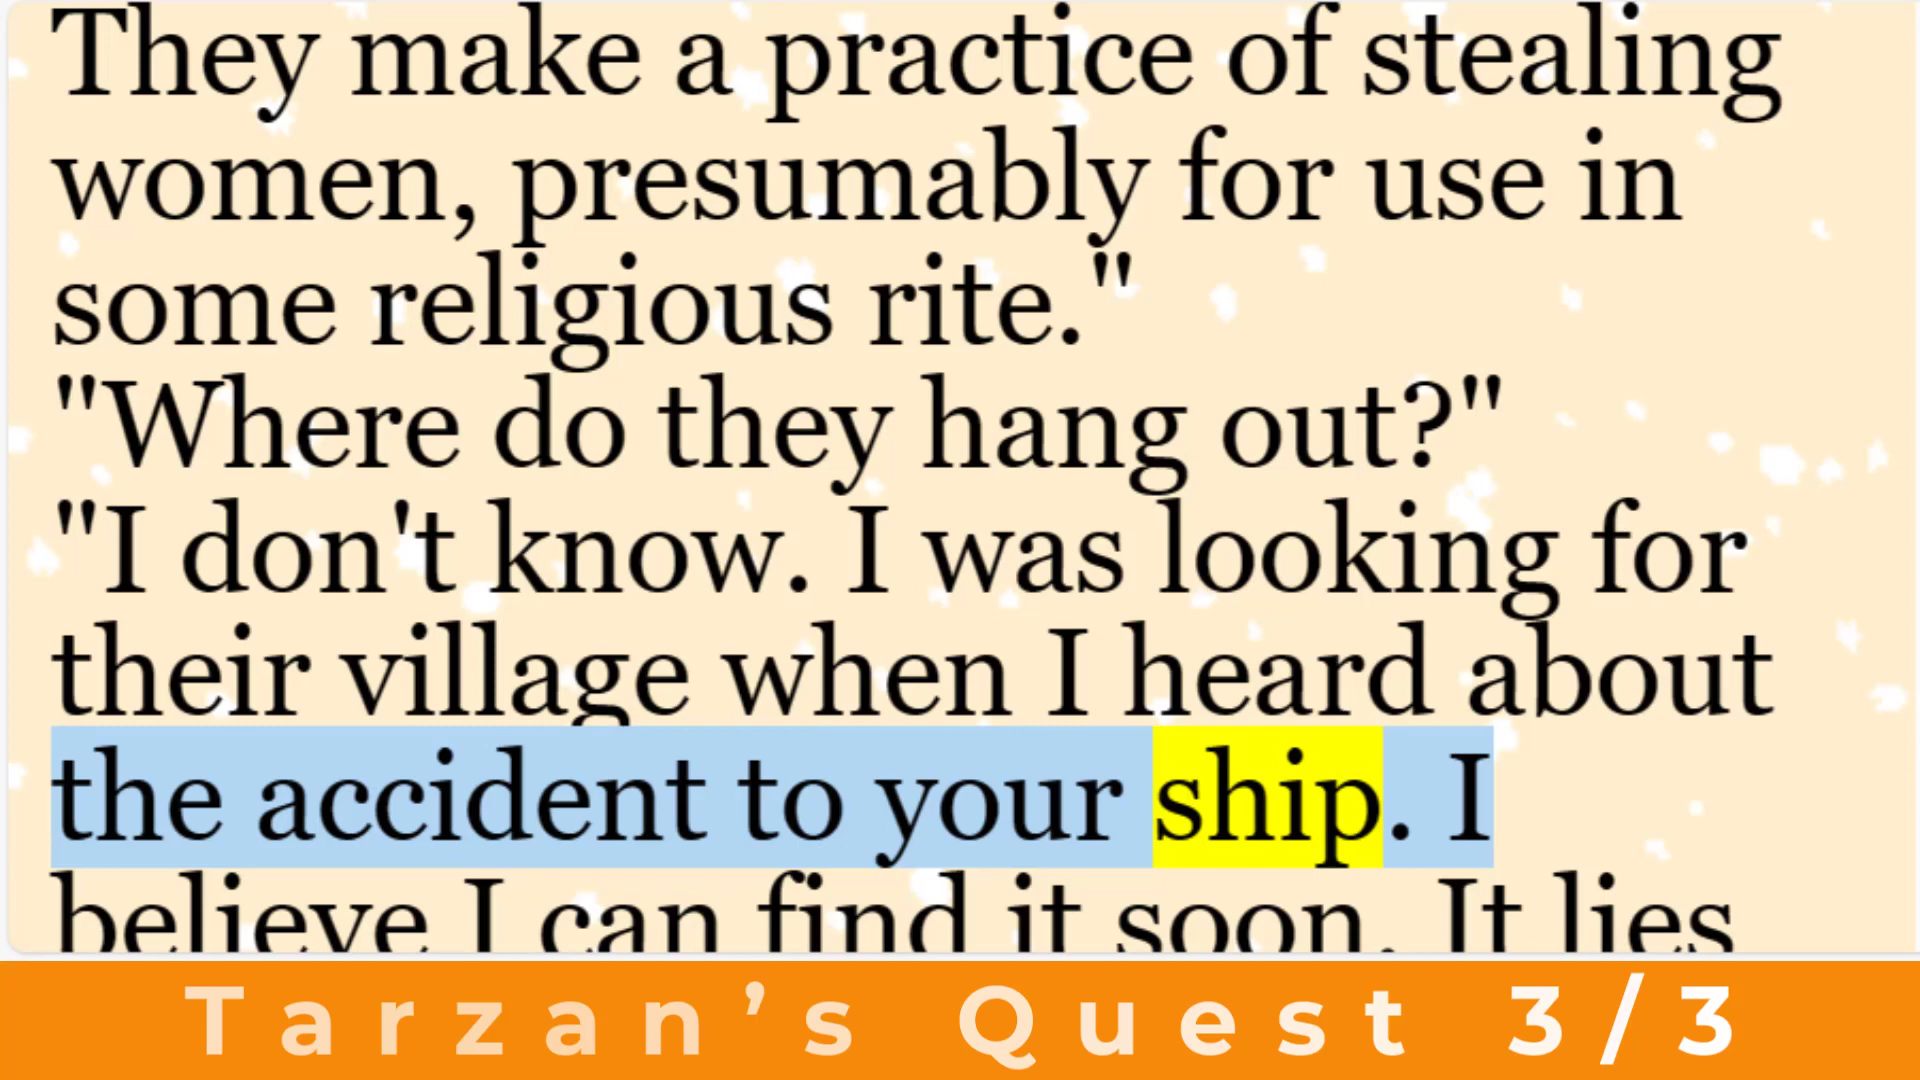 They make a practice of stealing
women, presumably for use in
some religious rite."
"Where do they hang out?"
"I don't know. I was looking for
their village when I heard about
the accident to your ship. I
believe I can find it soon. It lies
Tarzan’s Quest 3/3